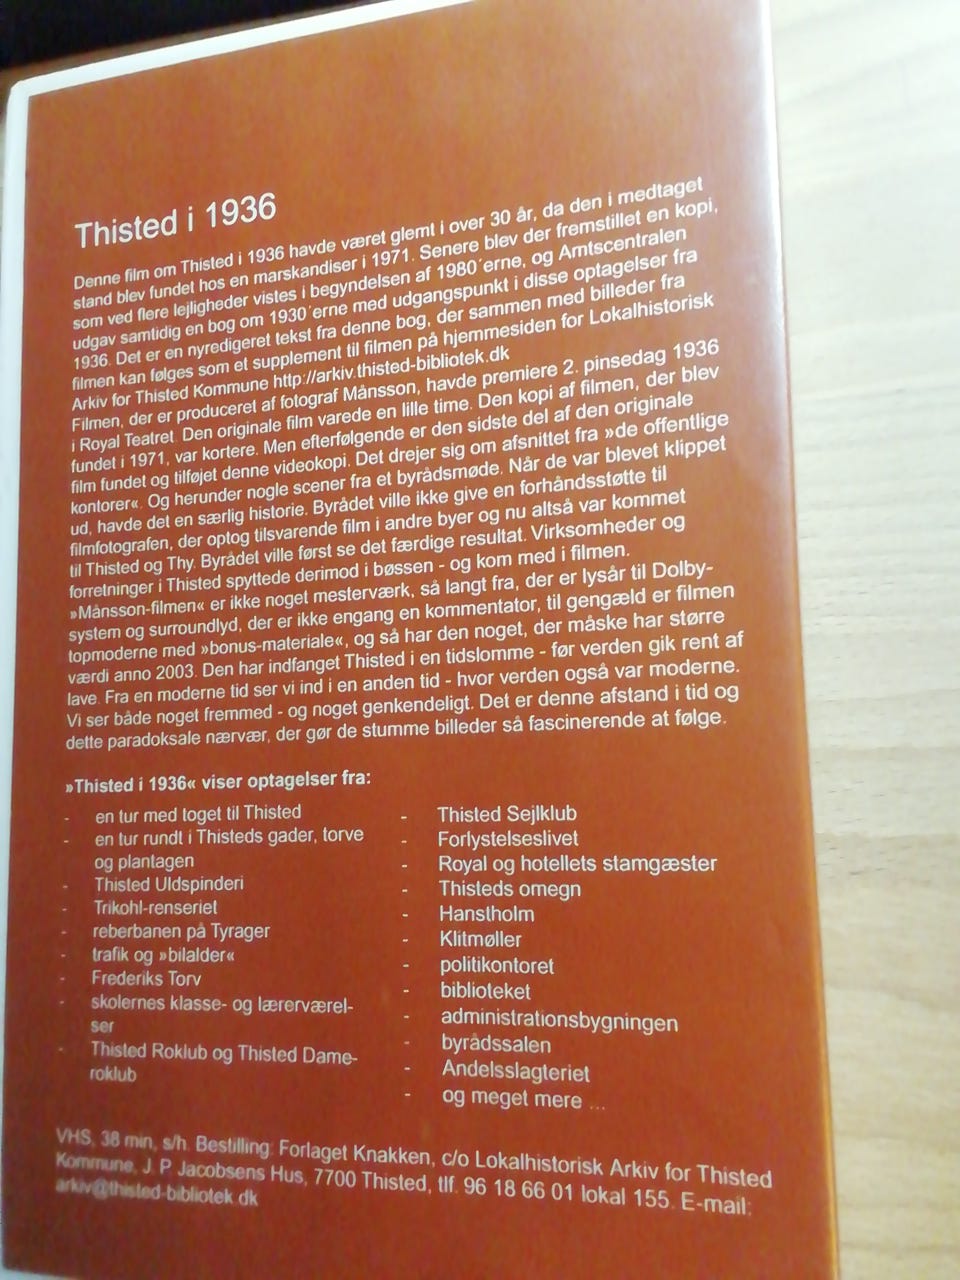 Thisted i 1936
Denne film om Thisted i 1936 havde været glemt i over 30 år, da den i medtaget
stand blev fundet hos en marskandiser i 1971. Senere blev der fremstillet en kopi,
som ved flere lejligheder vistes i begyndelsen af 1980´erne, og Amtscentralen
udgav samtidig en bog om 1930´erne med udgangspunkt i disse optagelser fra
1936. Det er en nyredigeret tekst fra denne bog, der sammen med billeder fra
filmen kan følges som et supplement til filmen på hjemmesiden for Lokalhistorisk
Arkiv for Thisted Kommune http://arkiv.thisted-bibliotek.dk
Filmen, der er produceret af fotograf Månsson, havde premiere 2. pinsedag 1936
i Royal Teatret. Den originale film varede en lille time. Den kopi af filmen, der blev
fundet i 1971, var kortere. Men efterfølgende er den sidste del af den originale
film fundet og tilføjet denne videokopi. Det drejer sig om afsnittet fra »de offentlige
kontorer«. Og herunder nogle scener fra et byrådsmøde. Når de var blevet klippet
ud, havde det en særlig historie. Byrådet ville ikke give en forhåndsstøtte til
filmfotografen, der optog tilsvarende film i andre byer og nu altså var kommet
til Thisted og Thy. Byrådet ville først se det færdige resultat. Virksomheder og
forretninger i Thisted spyttede derimod i bøssen - og kom med i filmen.
»Månsson-filmen« er ikke noget mesterværk, så langt fra, der er lysår til Dolby-
system og surroundlyd, der er ikke engang en kommentator, til gengæld er filmen
topmoderne med »bonus-materiale«, og så har den noget, der måske har større
værdi anno 2003. Den har indfanget Thisted i en tidslomme - før verden gik rent af
lave. Fra en moderne tid ser vi ind i en anden tid - hvor verden også var moderne.
Vi ser både noget fremmed - og noget genkendeligt. Det er denne afstand i tid og
dette paradoksale nærvær, der gør de stumme billeder så fascinerende at følge.
»Thisted i 1936« viser optagelser fra:
- en tur med toget til Thisted
- en tur rundt i Thisteds gader, torve
og plantagen
- Thisted Uldspinderi
- Trikohl-renseriet
- reberbanen på Tyrager
- trafik og »bilalder«
- Frederiks Torv
- skolernes klasse- og lærerværel-
ser
- Thisted Roklub og Thisted Dame-
roklub
- Thisted Sejlklub
- Forlystelseslivet
- Royal og hotellets stamgæster
- Thisteds omegn
- Hanstholm
- Klitmøller
- politikontoret
- biblioteket
- administrationsbygningen
- byrådssalen
- Andelsslagteriet
- og meget mere ...
VHS, 38 min, s/h. Bestilling: Forlaget Knakken, c/o Lokalhistorisk Arkiv for Thisted
Kommune, J. P. Jacobsens Hus, 7700 Thisted, tlf. 96 18 66 01 lokal 155. E-mail:
arkiv@thisted-bibliotek.dk